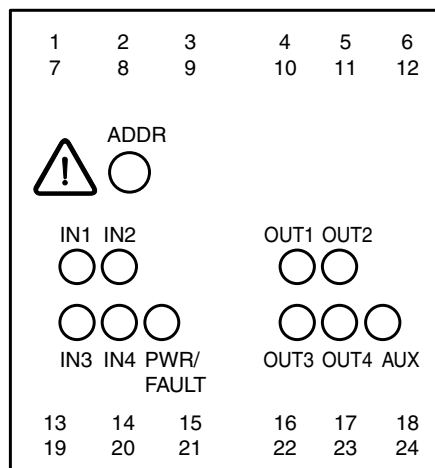 1 2 3 4 5 6
7 8 9 10 11 12
ADDR
!
IN1 IN2 OUT1 OUT2
IN3 IN4 PWR/ OUT3 OUT4 AUX
FAULT
13 14 15 16 17 18
19 20 21 22 23 24